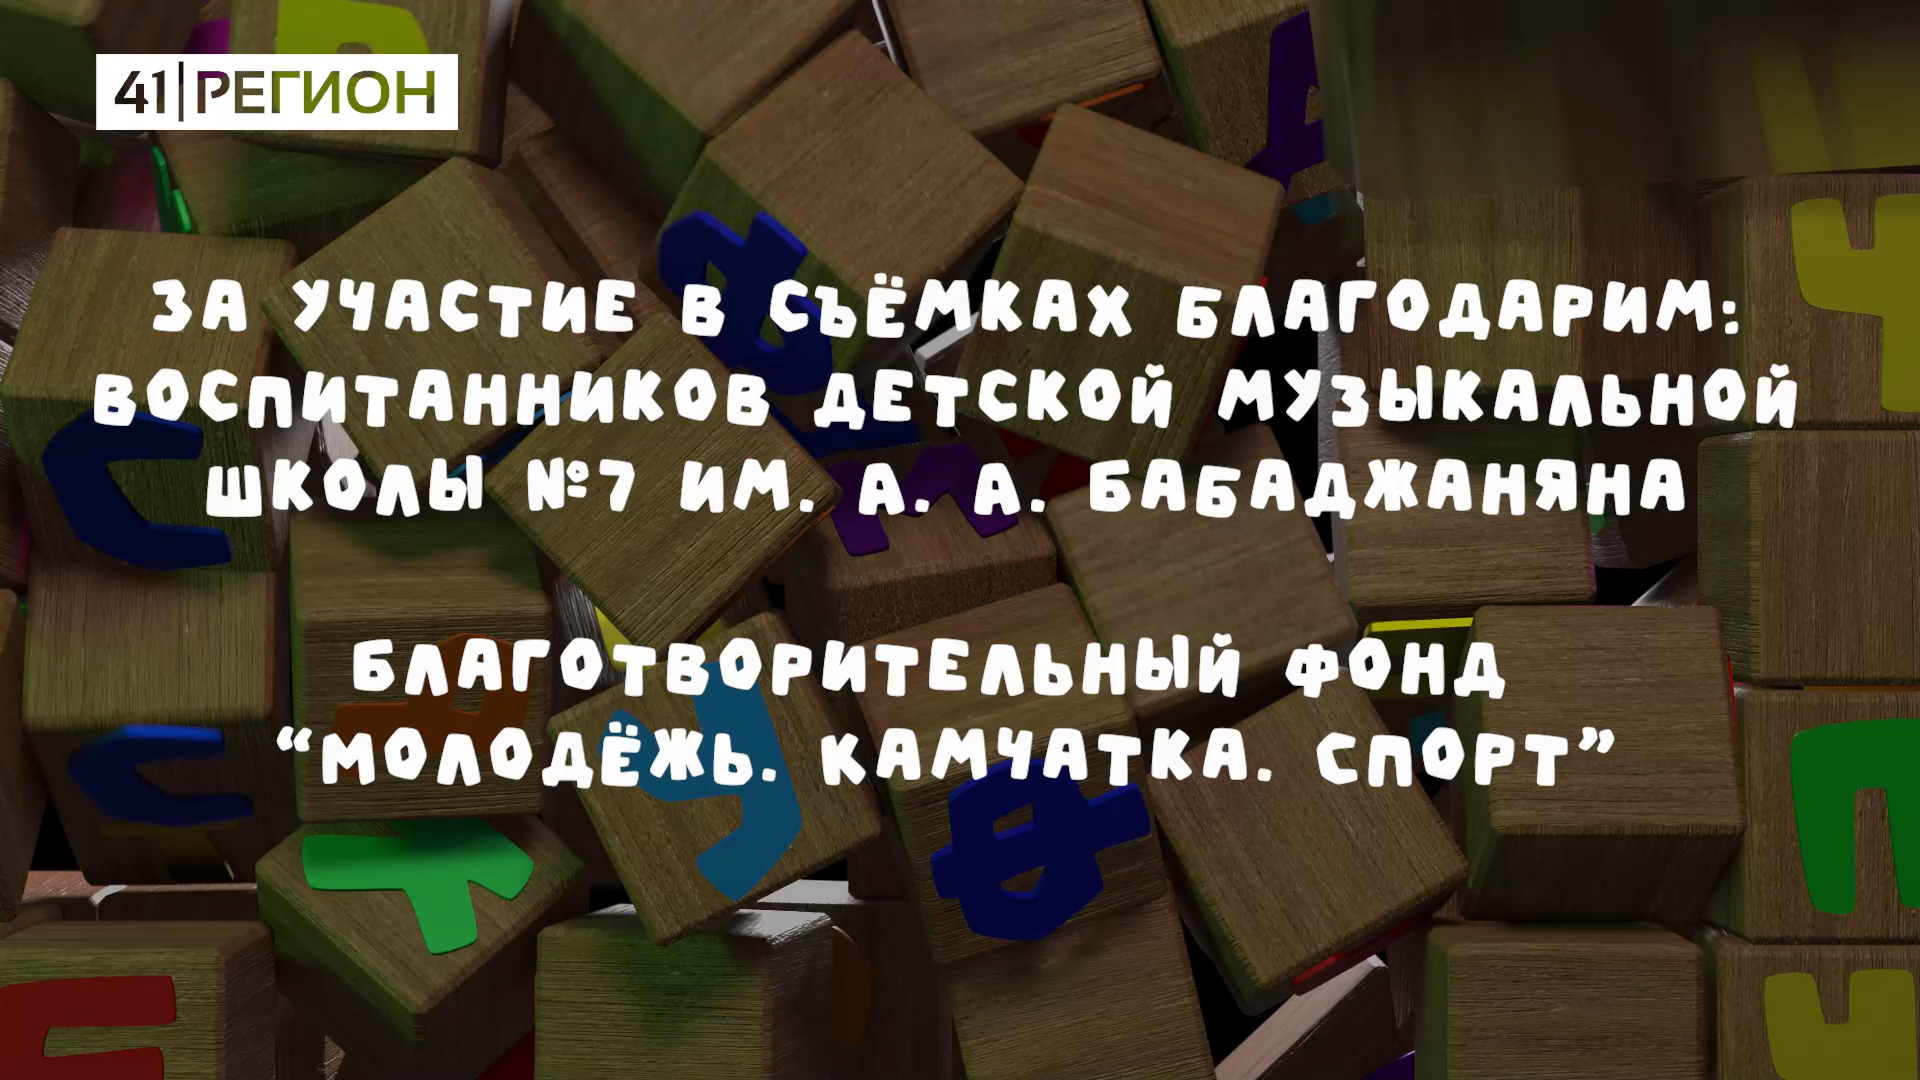 41|РЕГИОН
ЗА УЧАСТИЕ В СЪЁМКАХ БЛАГОДАРИМ:
ВОСПИТАННИКОВ ДЕТСКОЙ МУЗЫКАЛЬНОЙ
ШКОЛЫ №7 ИМ. А. А. БАБАДЖАНЯНА
БЛАГОТВОРИТЕЛЬНЫЙ ФОНД
“МОЛОДЁЖЬ. КАМЧАТКА. СПОРТ”